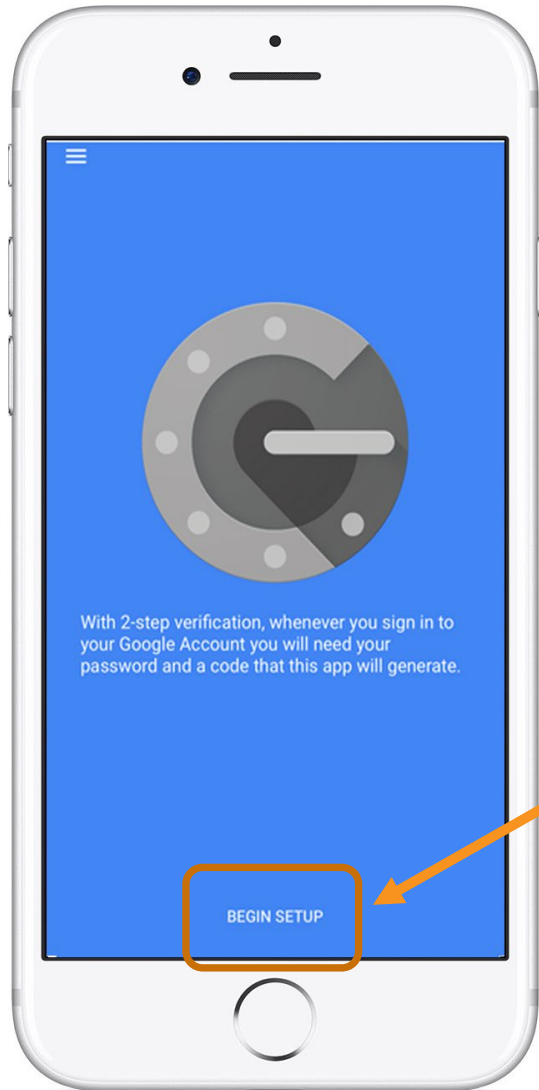 With 2-step verification, whenever you sign in to
your Google Account you will need your
password and a code that this app will generate.
BEGIN SETUP